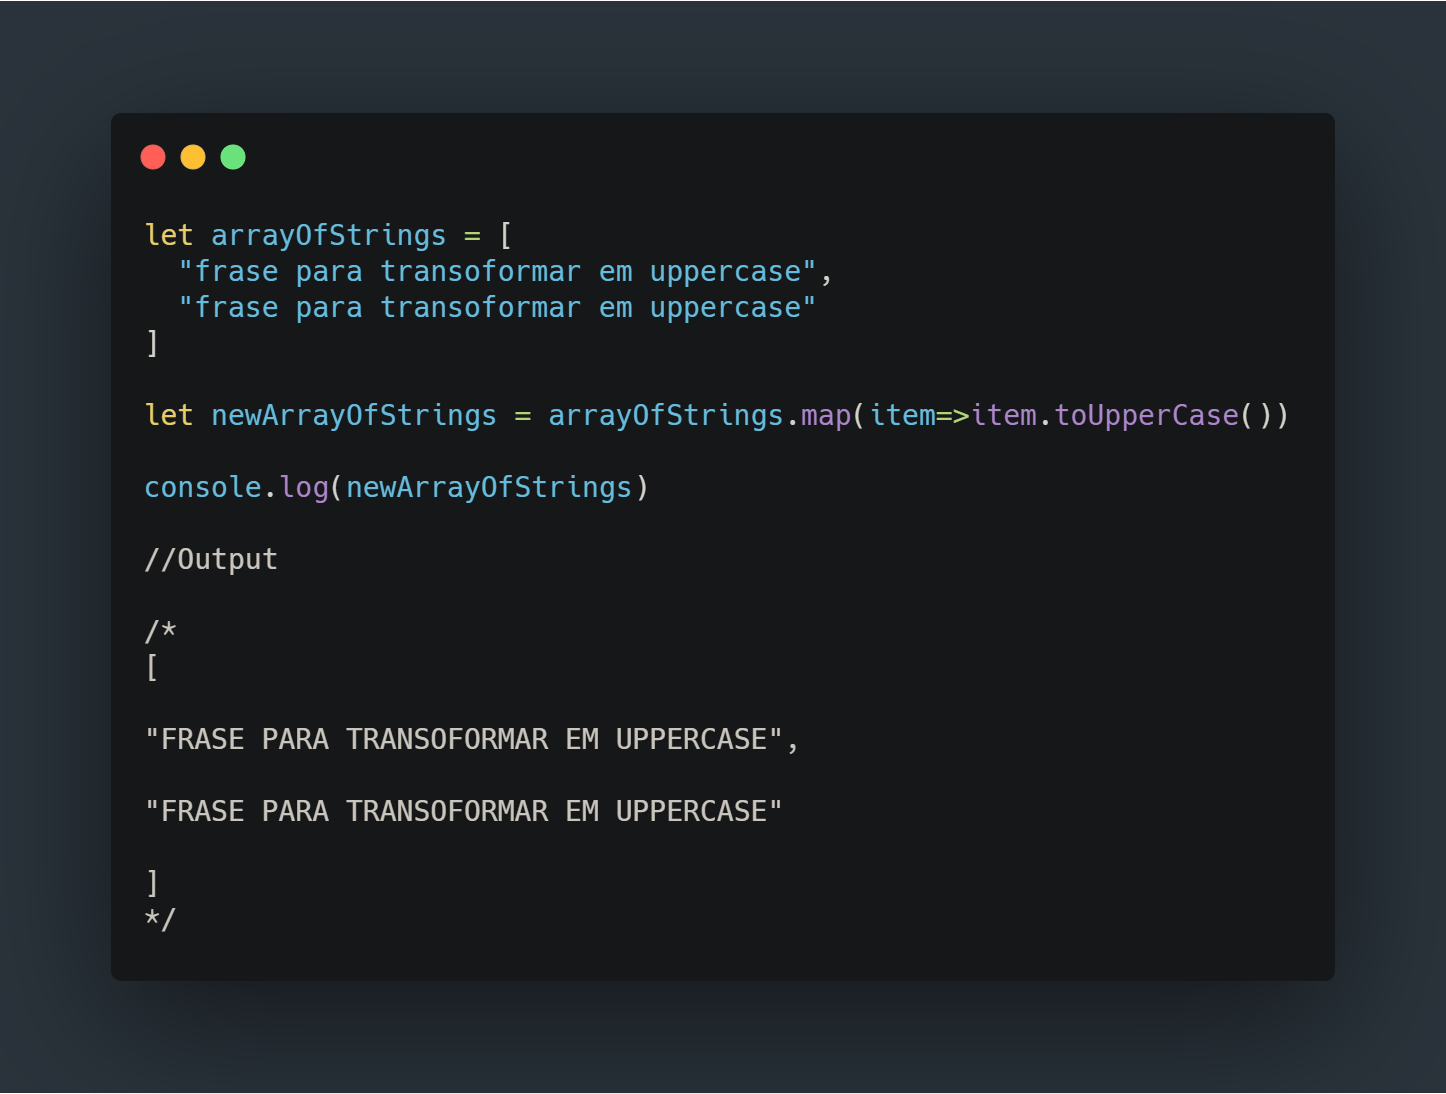 let arrayOfStrings = [
  "frase para transoformar em uppercase",
  "frase para transoformar em uppercase"
]
let newArrayOfStrings = arrayOfStrings.map(item=>item.toUpperCase())
console.log(newArrayOfStrings)
//Output
/*
[
"FRASE PARA TRANSOFORMAR EM UPPERCASE",
"FRASE PARA TRANSOFORMAR EM UPPERCASE"
]
*/